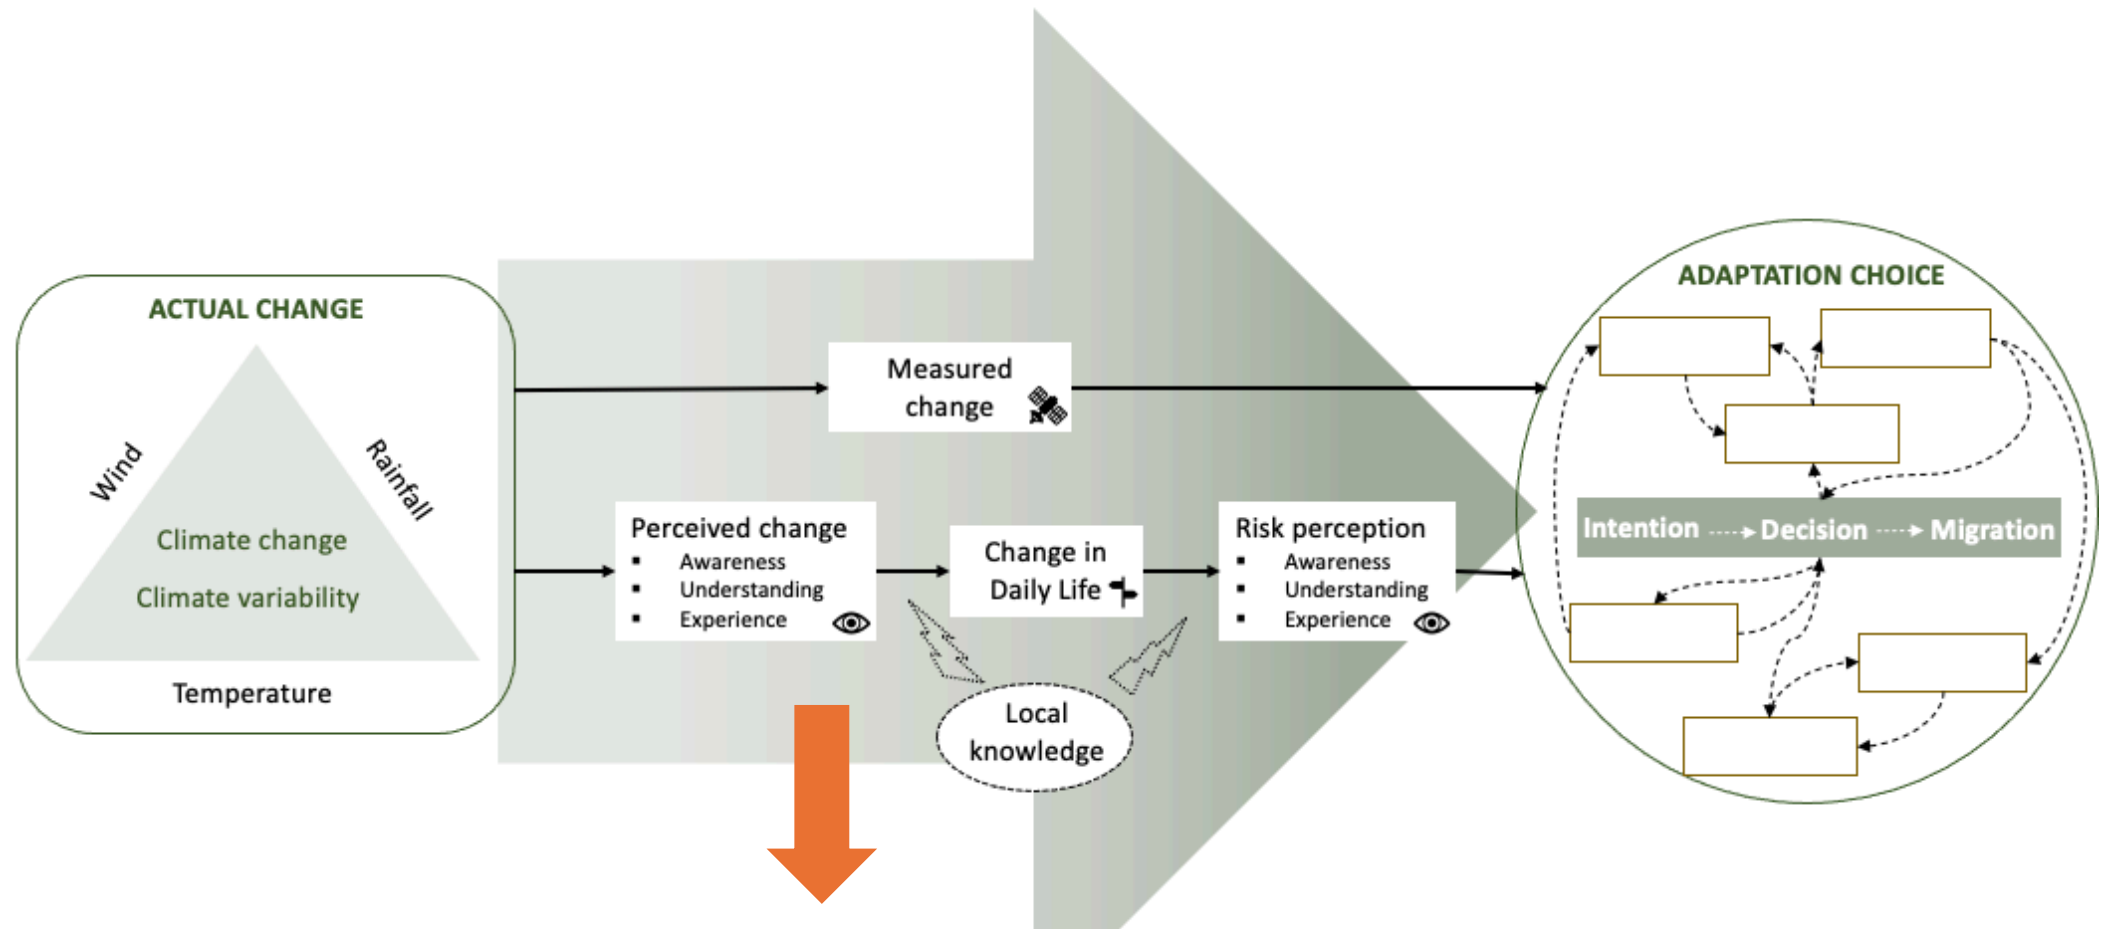 ACTUAL CHANGE
Wind
Rainfall
Climate change
Climate variability
Temperature
Measured
change
Perceived change
▪ Awareness
▪ Understanding
▪ Experience
Change in
Daily Life
Risk perception
▪ Awareness
▪ Understanding
▪ Experience
Local
knowledge
ADAPTATION CHOICE
Intention
Decision
Migration